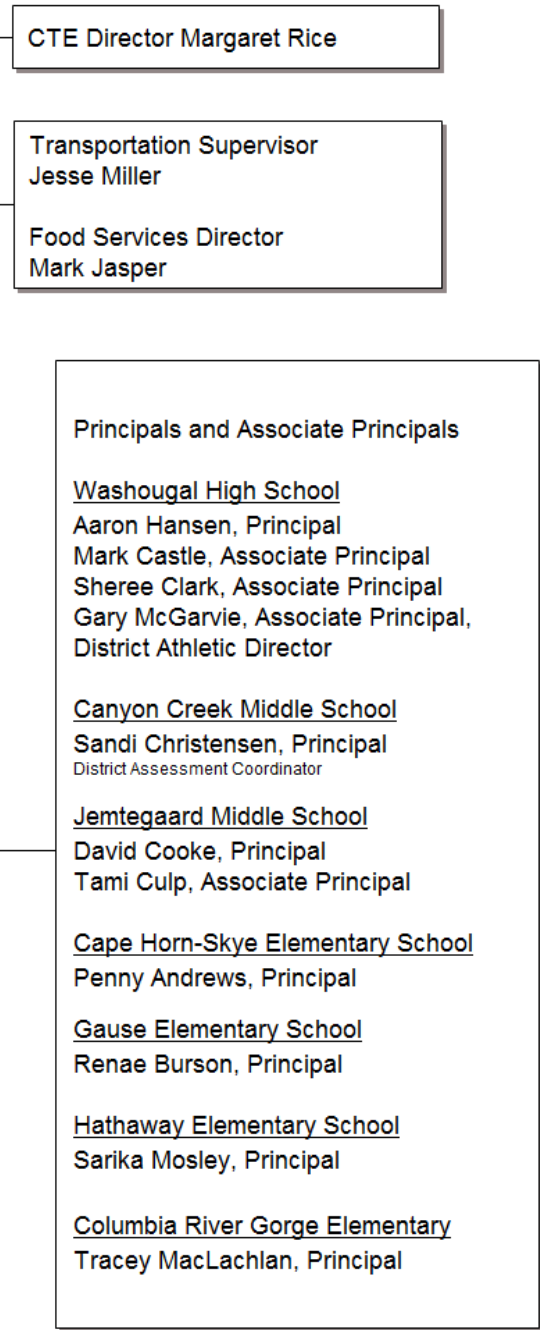 CTE Director Margaret Rice
Transportation Supervisor
Jesse Miller
Food Services Director
Mark Jasper
Principals and Associate Principals
Washougal High School
Aaron Hansen, Principal
Mark Castle, Associate Principal
Sheree Clark, Associate Principal
Gary McGarvie, Associate Principal,
District Athletic Director
Canyon Creek Middle School
Sandi Christensen, Principal
District Assessment Coordinator
Jemtegaard Middle School
David Cooke, Principal
Tami Culp, Associate Principal
Cape Horn-Skye Elementary School
Penny Andrews, Principal
Gause Elementary School
Renae Burson, Principal
Hathaway Elementary School
Sarika Mosley, Principal
Columbia River Gorge Elementary
Tracey MacLachlan, Principal